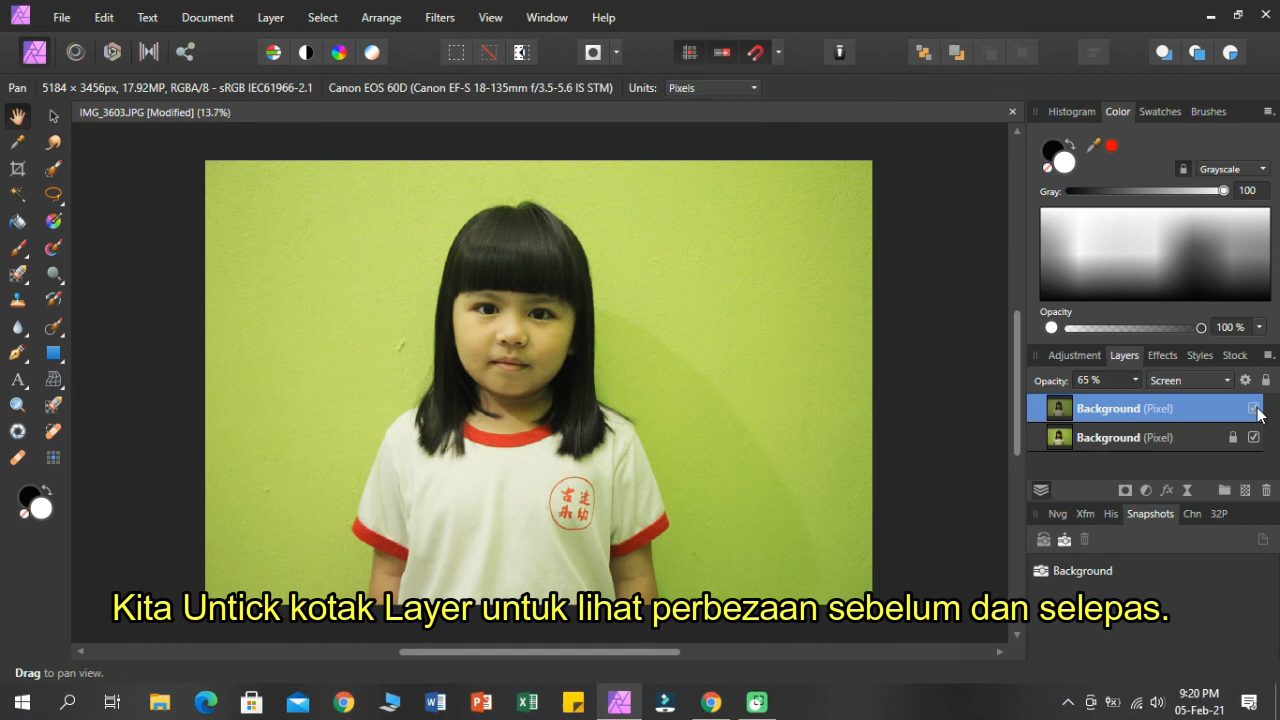 File Edit Text Document Layer Select Arrange Filters View Window Help
Pan 5184 × 3456px, 17.92MP, RGBA/8 - sRGB IEC61966-2.1 Canon EOS 60D (Canon EF-S 18-135mm f/3.5-5.6 IS STM) Units: Pixels
IMG_3603.JPG [Modified] (13.7%)
Histogram Color Swatches Brushes
Grayscale
Gray: 100
Opacity
100 %
Adjustment Layers Effects Styles Stock
Opacity: 65 % Screen
Background (Pixel)
Background (Pixel)
Nvg Xfm His Snapshots Chn 32P
Background
Kita Untick kotak Layer untuk lihat perbezaan sebelum dan selepas.
Drag to pan view.
9:20 PM
05-Feb-21